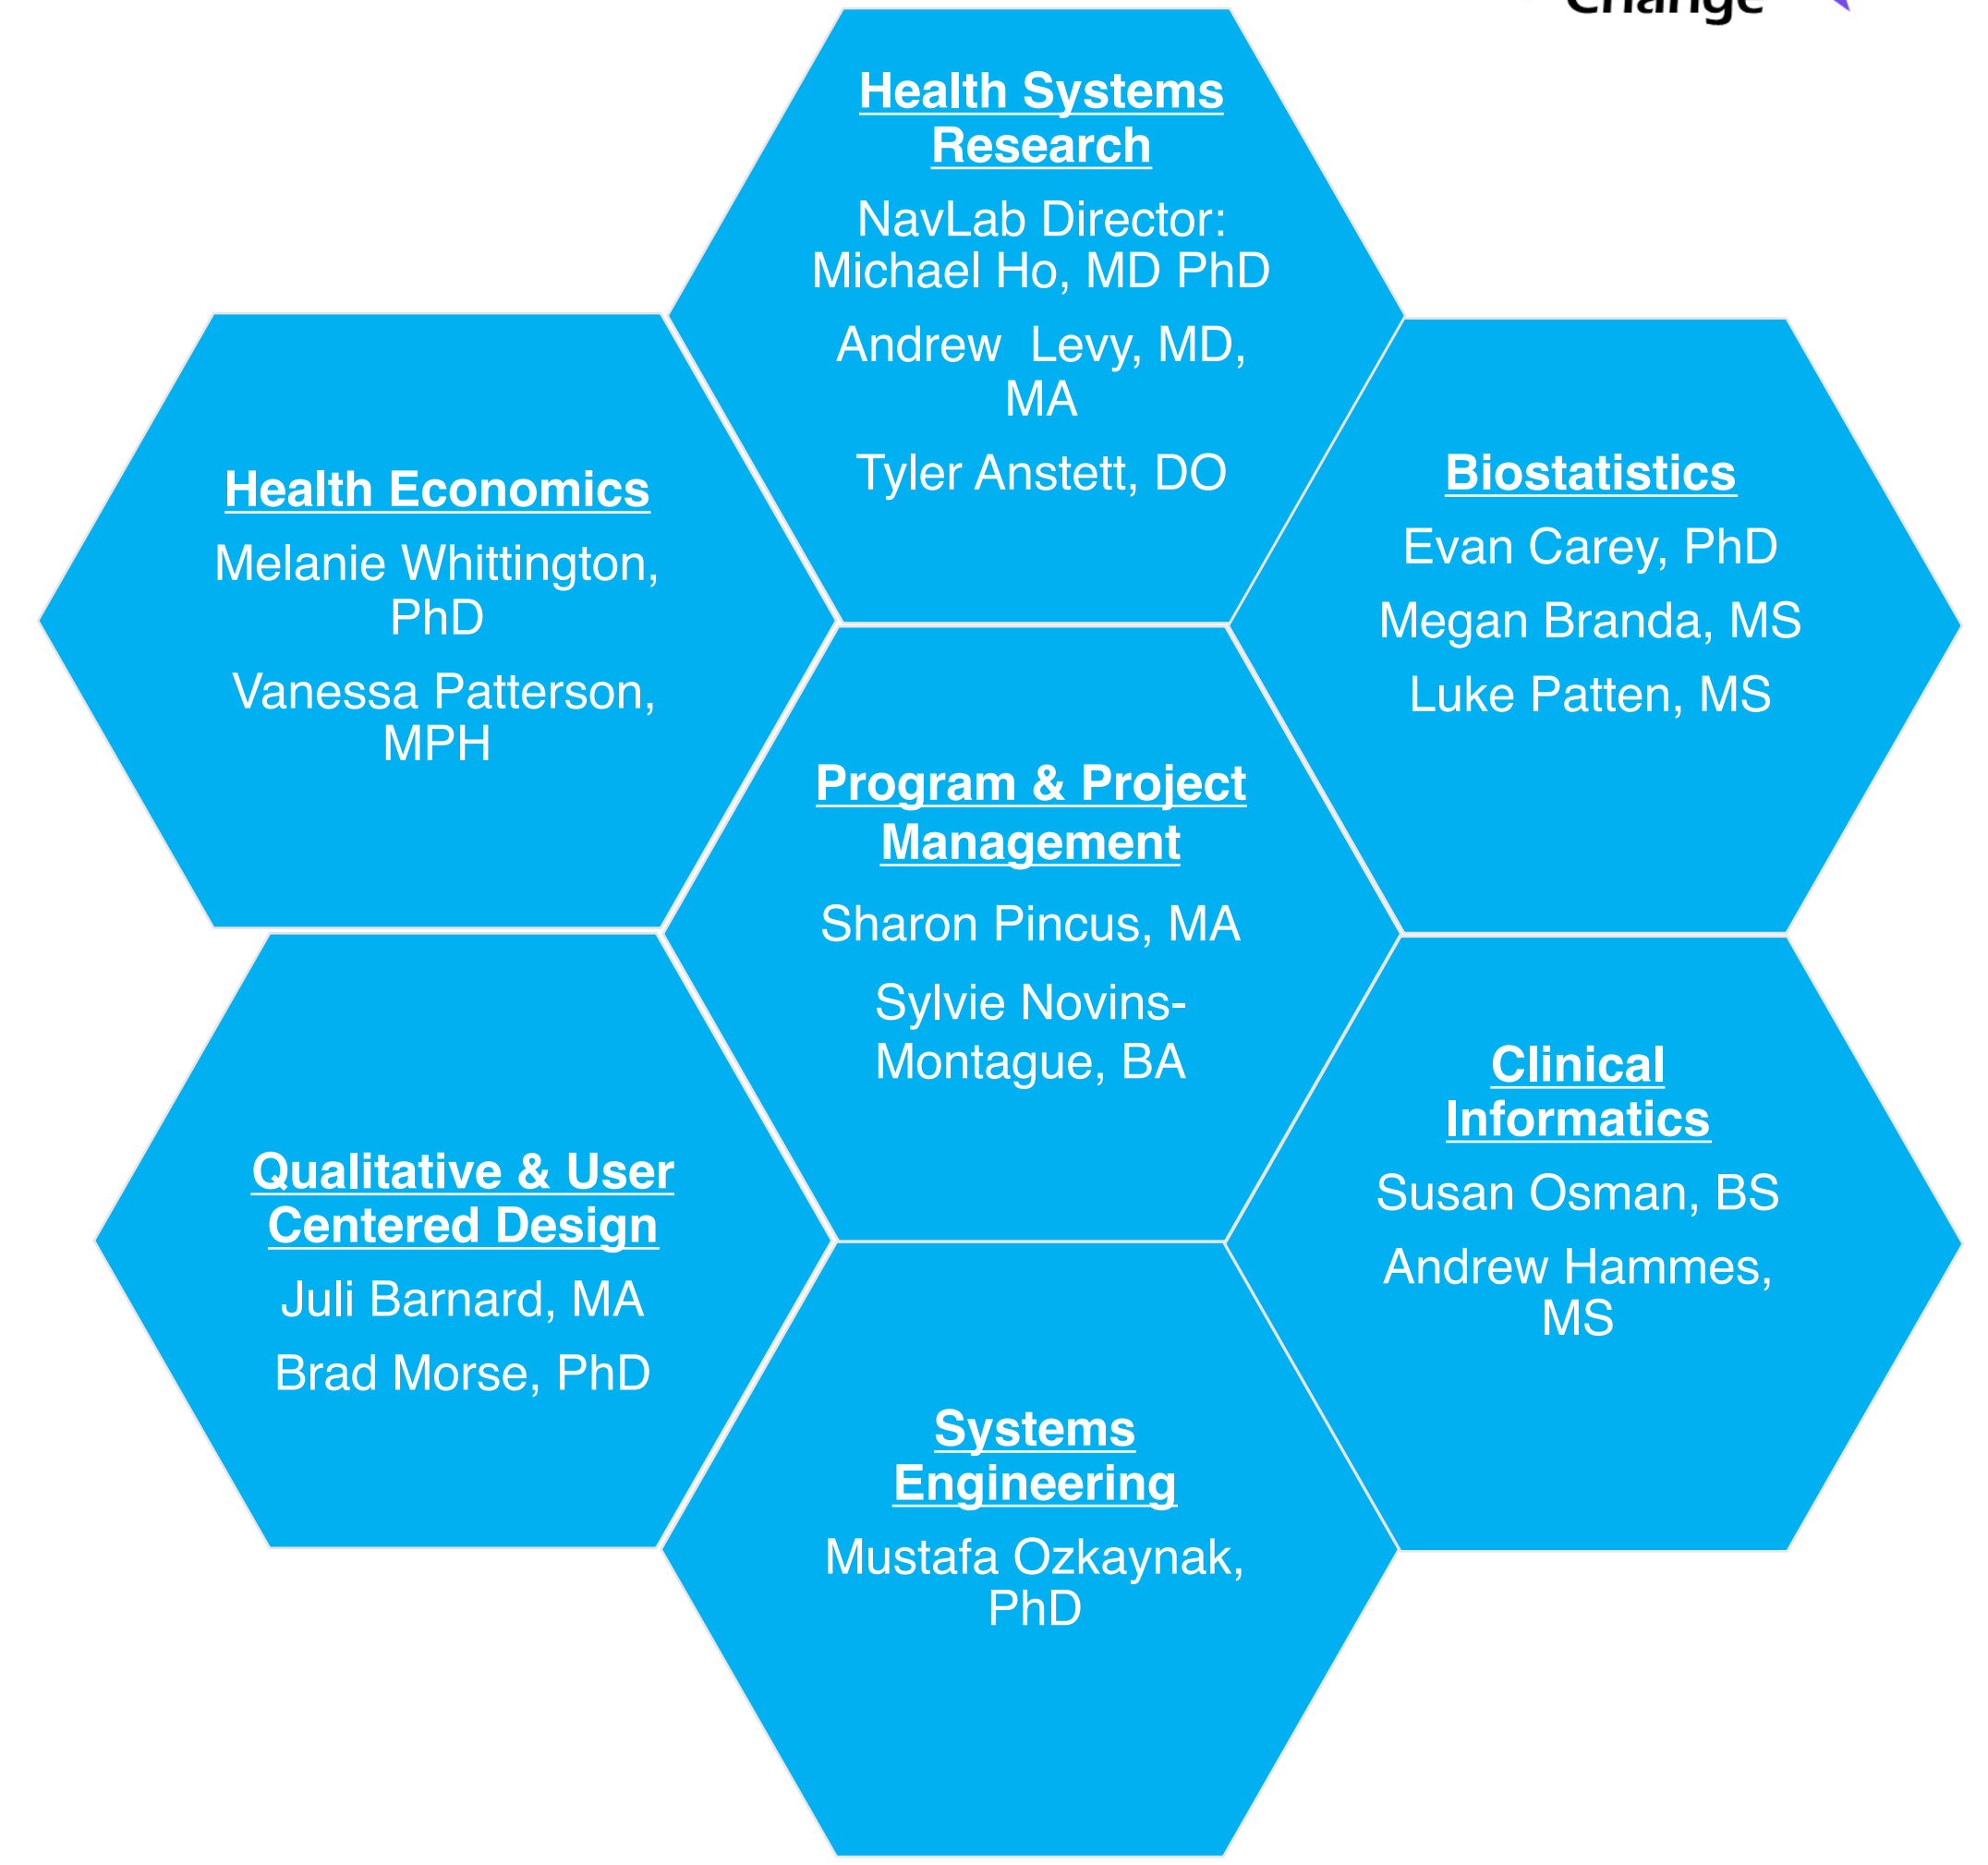 Change
Health Systems
Research
NavLab Director:
Michael Ho, MD PhD
Andrew  Levy, MD,
MA
Tyler Anstett, DO
Health Economics
Melanie Whittington,
PhD
Vanessa Patterson,
MPH
Biostatistics
Evan Carey, PhD
Megan Branda, MS
Luke Patten, MS
Program & Project
Management
Sharon Pincus, MA
Sylvie Novins-
Montague, BA
Qualitative & User
Centered Design
Juli Barnard, MA
Brad Morse, PhD
Clinical
Informatics
Susan Osman, BS
Andrew Hammes,
MS
Systems
Engineering
Mustafa Ozkaynak,
PhD